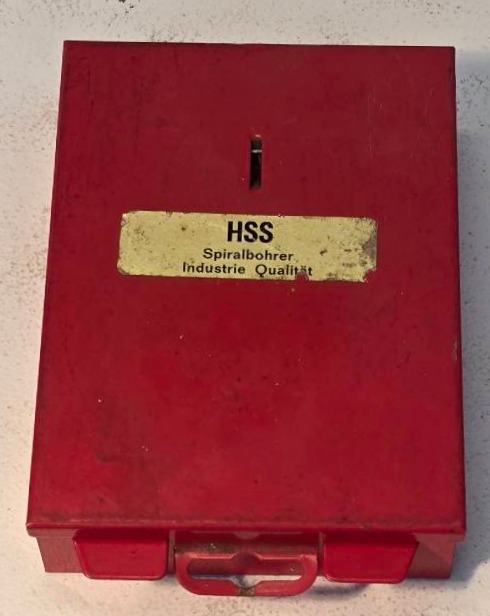 HSS
Spiralbohrer
Industrie Qualität